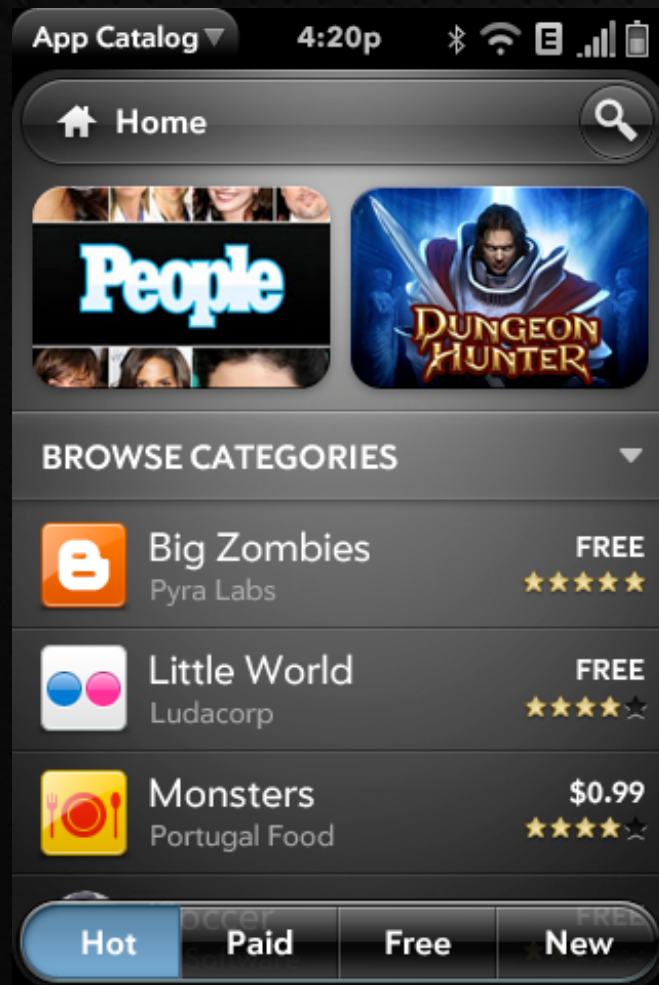 App Catalog 4:20p E
Home
People
DUNGEON
HUNTER
BROWSE CATEGORIES
Big Zombies FREE
Pyra Labs
Little World FREE
Ludacorp
Monsters $0.99
Portugal Food
FREE
Hot Paid Free New